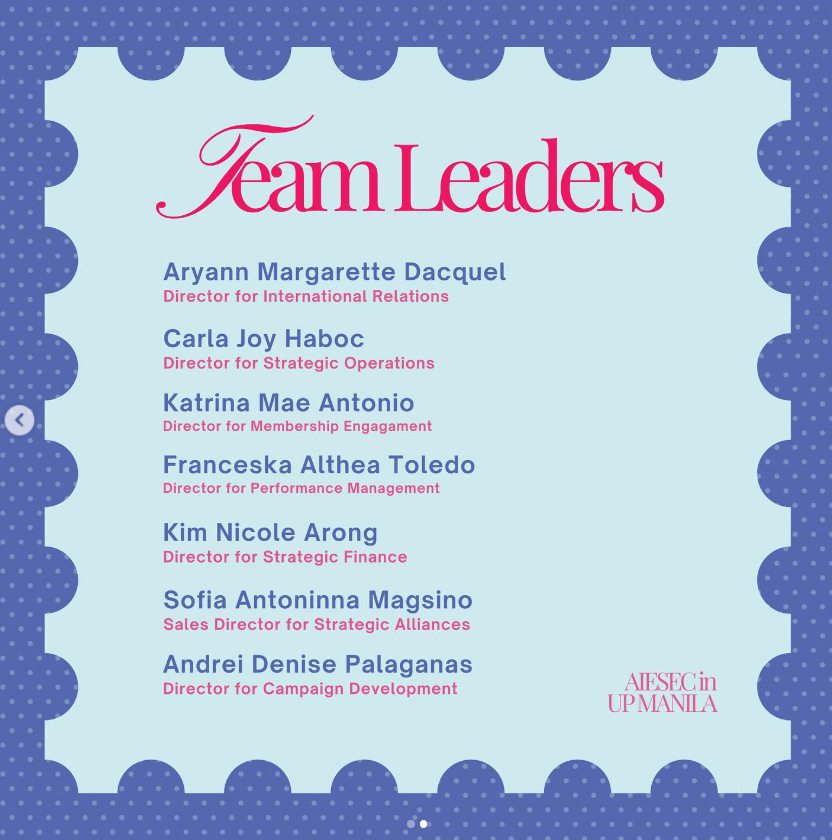 Team Leaders
Aryann Margarette Dacquel
Director for International Relations
Carla Joy Haboc
Director for Strategic Operations
Katrina Mae Antonio
Director for Membership Engagament
Franceska Althea Toledo
Director for Performance Management
Kim Nicole Arong
Director for Strategic Finance
Sofia Antoninna Magsino
Sales Director for Strategic Alliances
Andrei Denise Palaganas
Director for Campaign Development
AIESEC in
UP MANILA